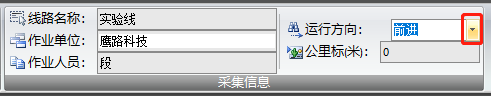 线路名称： 实验线
作业单位： 鹰路科技
作业人员： 段
运行方向： 前进
公里标(米)： 0
采集信息